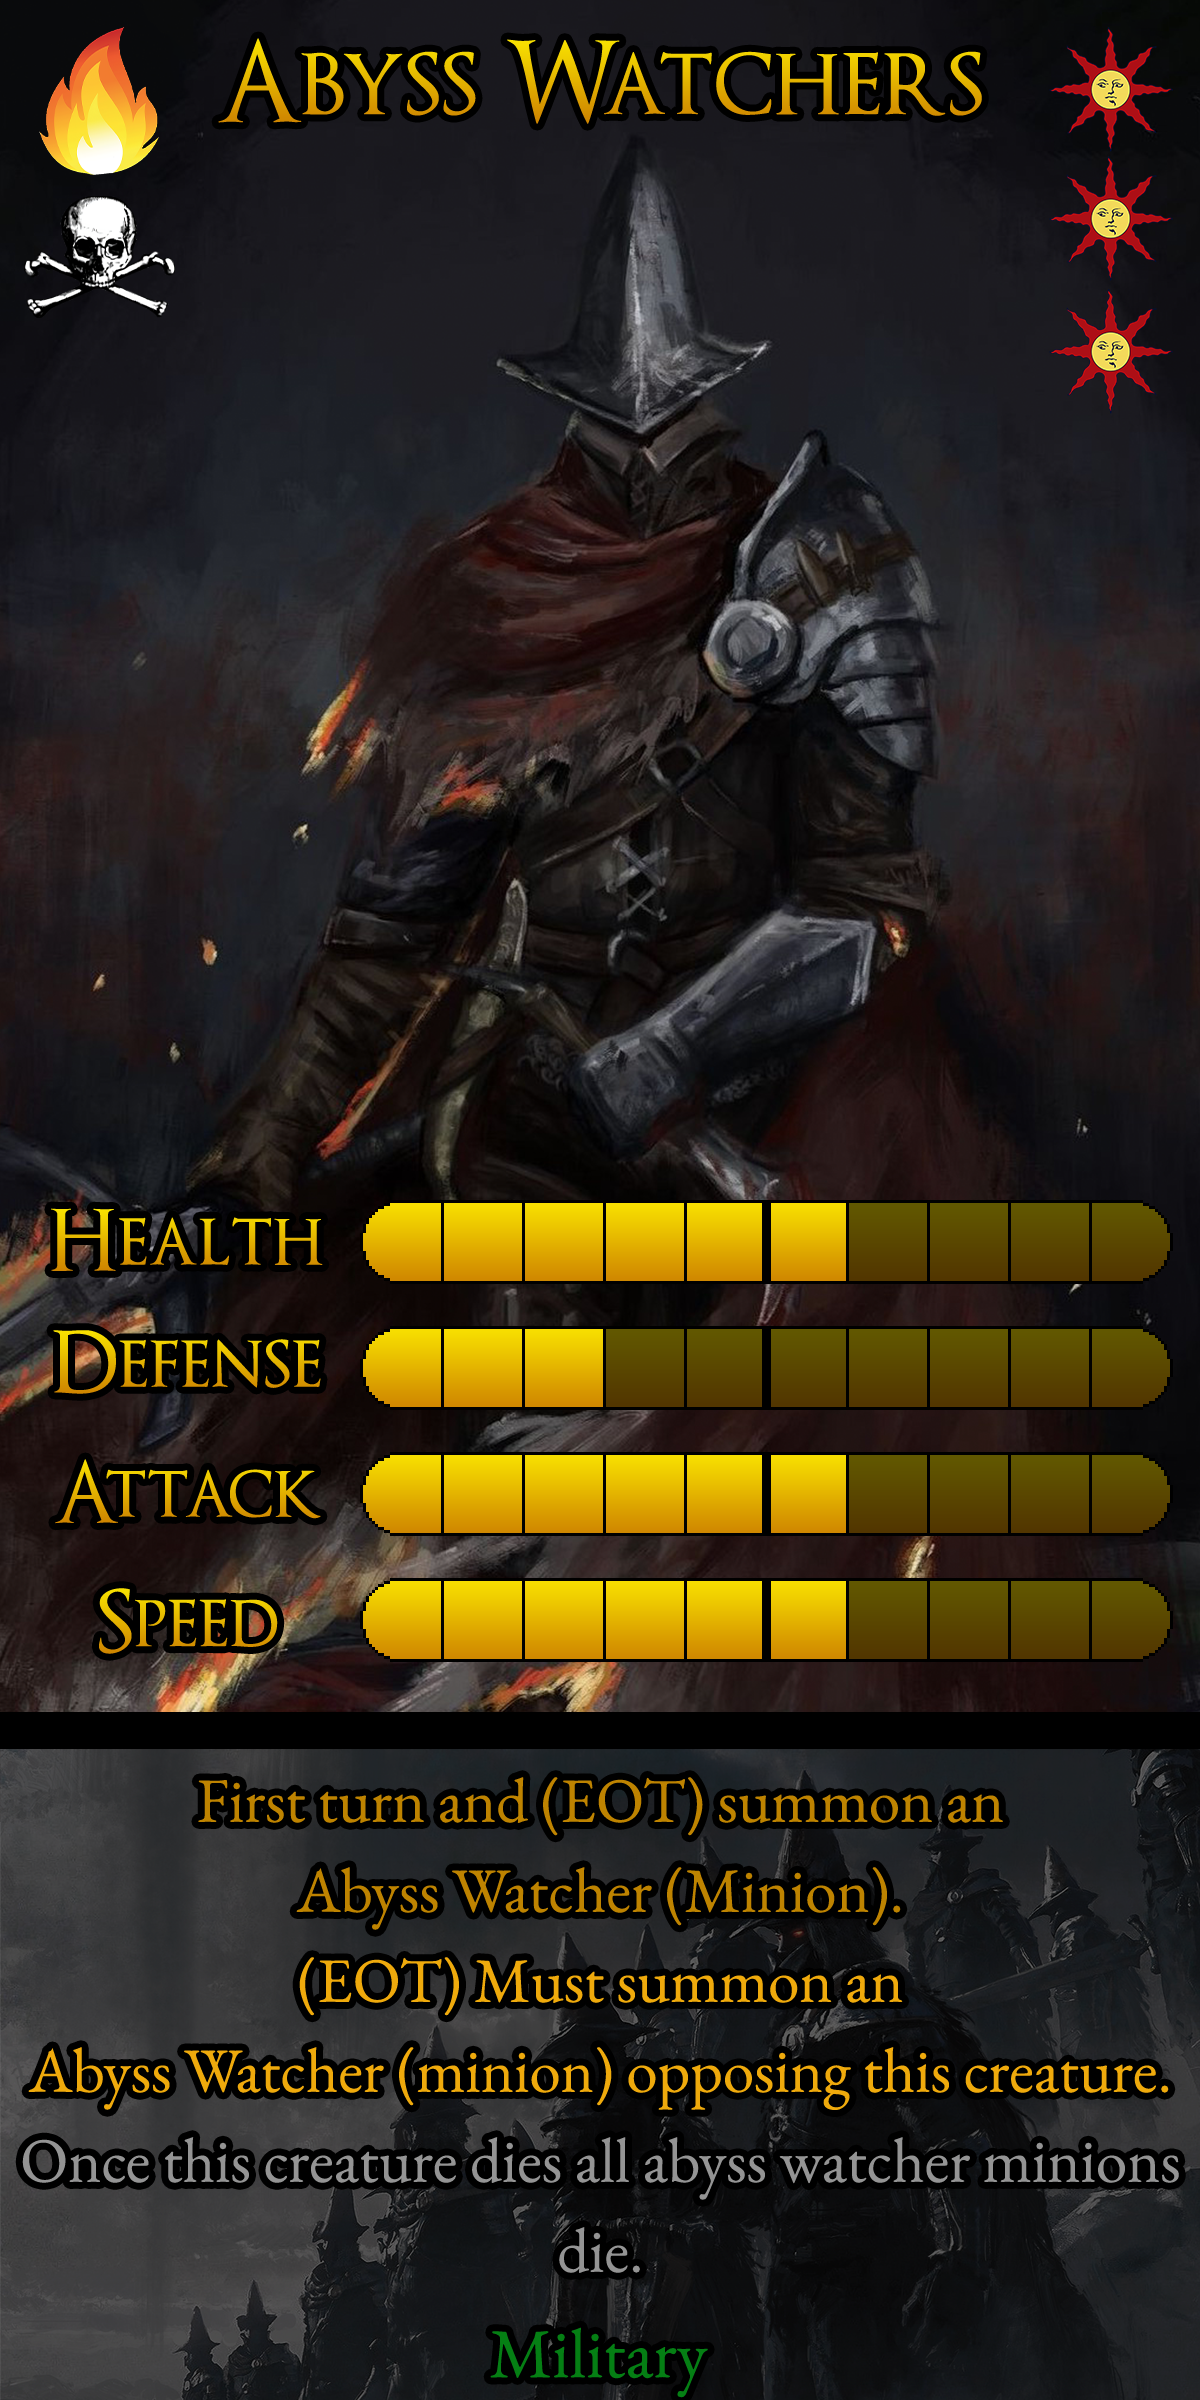 Abyss Watchers
Health
Defense
Attack
Speed
First turn and (EOT) summon an
Abyss Watcher (Minion).
(EOT) Must summon an
Abyss Watcher (minion) opposing this creature.
Once this creature dies all abyss watcher minions
die.
Military